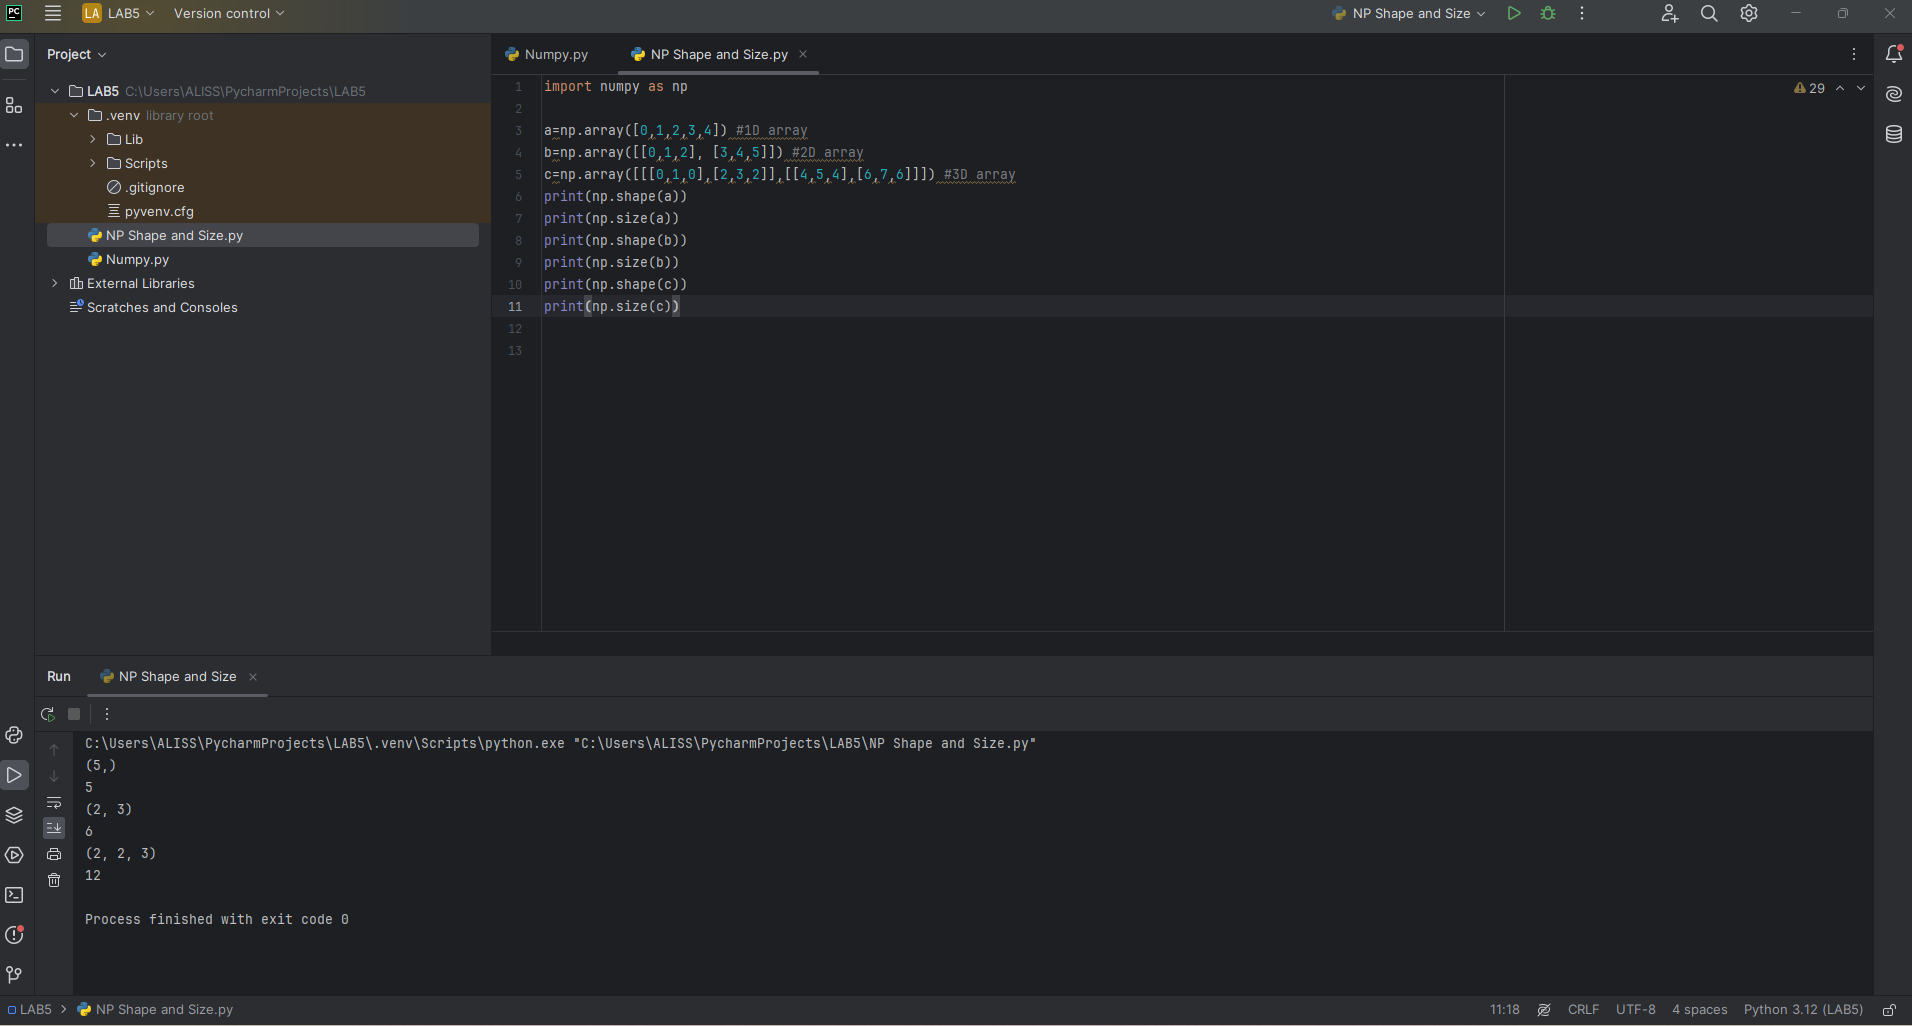 PC
LA LAB5
Version control
NP Shape and Size
Project
LAB5 C:\Users\ALISS\PycharmProjects\LAB5
.venv library root
Lib
Scripts
.gitignore
pyvenv.cfg
NP Shape and Size.py
Numpy.py
External Libraries
Scratches and Consoles
Numpy.py
NP Shape and Size.py
29
1 import numpy as np
2
3 a=np.array([0,1,2,3,4]) #1D array
4 b=np.array([[0,1,2], [3,4,5]]) #2D array
5 c=np.array([[[0,1,0],[2,3,2]],[[4,5,4],[6,7,6]]]) #3D array
6 print(np.shape(a))
7 print(np.size(a))
8 print(np.shape(b))
9 print(np.size(b))
10 print(np.shape(c))
11 print(np.size(c))
12
13
Run
NP Shape and Size
C:\Users\ALISS\PycharmProjects\LAB5\.venv\Scripts\python.exe "C:\Users\ALISS\PycharmProjects\LAB5\NP Shape and Size.py"
(5,)
5
(2, 3)
6
(2, 2, 3)
12
Process finished with exit code 0
LAB5 > NP Shape and Size.py
11:18 CRLF UTF-8 4 spaces Python 3.12 (LAB5)